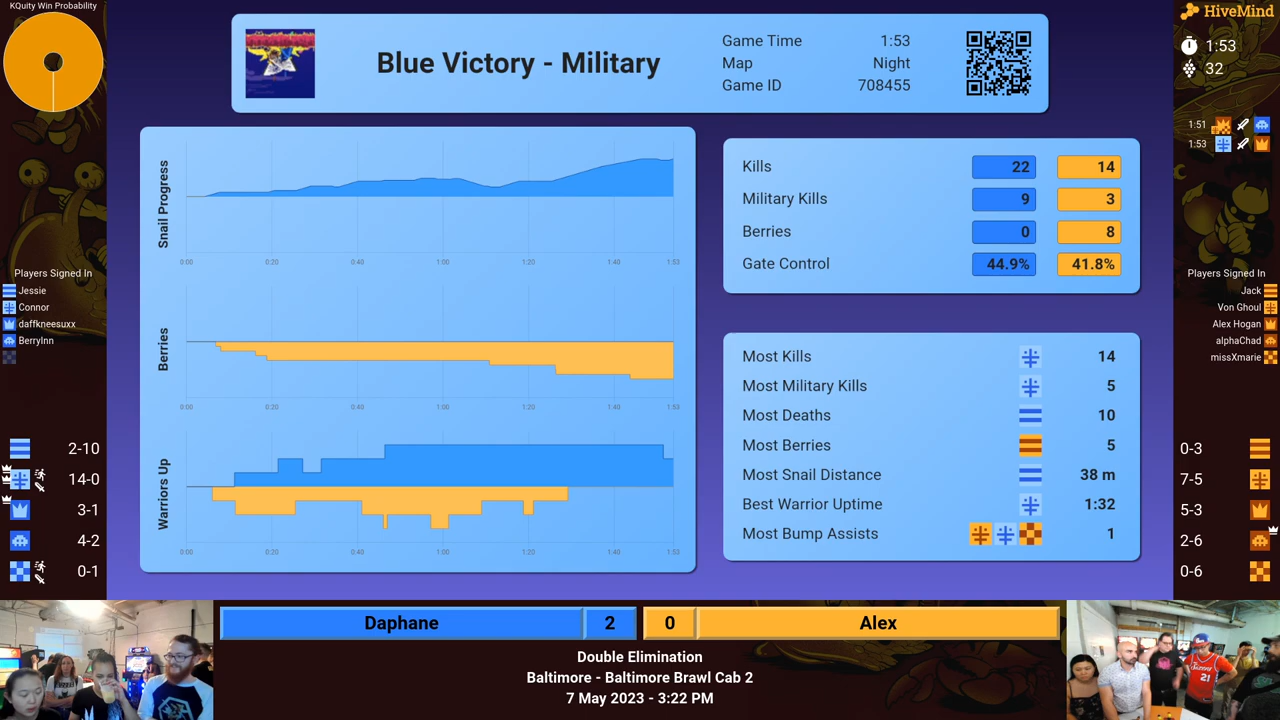 KQuity Win Probability
HiveMind
1:53
32
1:51
1:53
Blue Victory - Military
Game Time 1:53
Map Night
Game ID 708455
Snail Progress
0:00 0:20 0:40 1:00 1:20 1:40 1:53
Berries
0:00 0:20 0:40 1:00 1:20 1:40 1:53
Warriors Up
0:00 0:20 0:40 1:00 1:20 1:40 1:53
Kills 22 14
Military Kills 9 3
Berries 0 8
Gate Control 44.9% 41.8%
Most Kills 14
Most Military Kills 5
Most Deaths 10
Most Berries 5
Most Snail Distance 38 m
Best Warrior Uptime 1:32
Most Bump Assists 1
Players Signed In
Jessie
Connor
daffkneesuxx
BerryInn
2-10
14-0
3-1
4-2
0-1
Players Signed In
Jack
Von Ghoul
Alex Hogan
alphaChad
missXmarie
0-3
7-5
5-3
2-6
0-6
Daphane 2 0 Alex
Double Elimination
Baltimore - Baltimore Brawl Cab 2
7 May 2023 - 3:22 PM
21